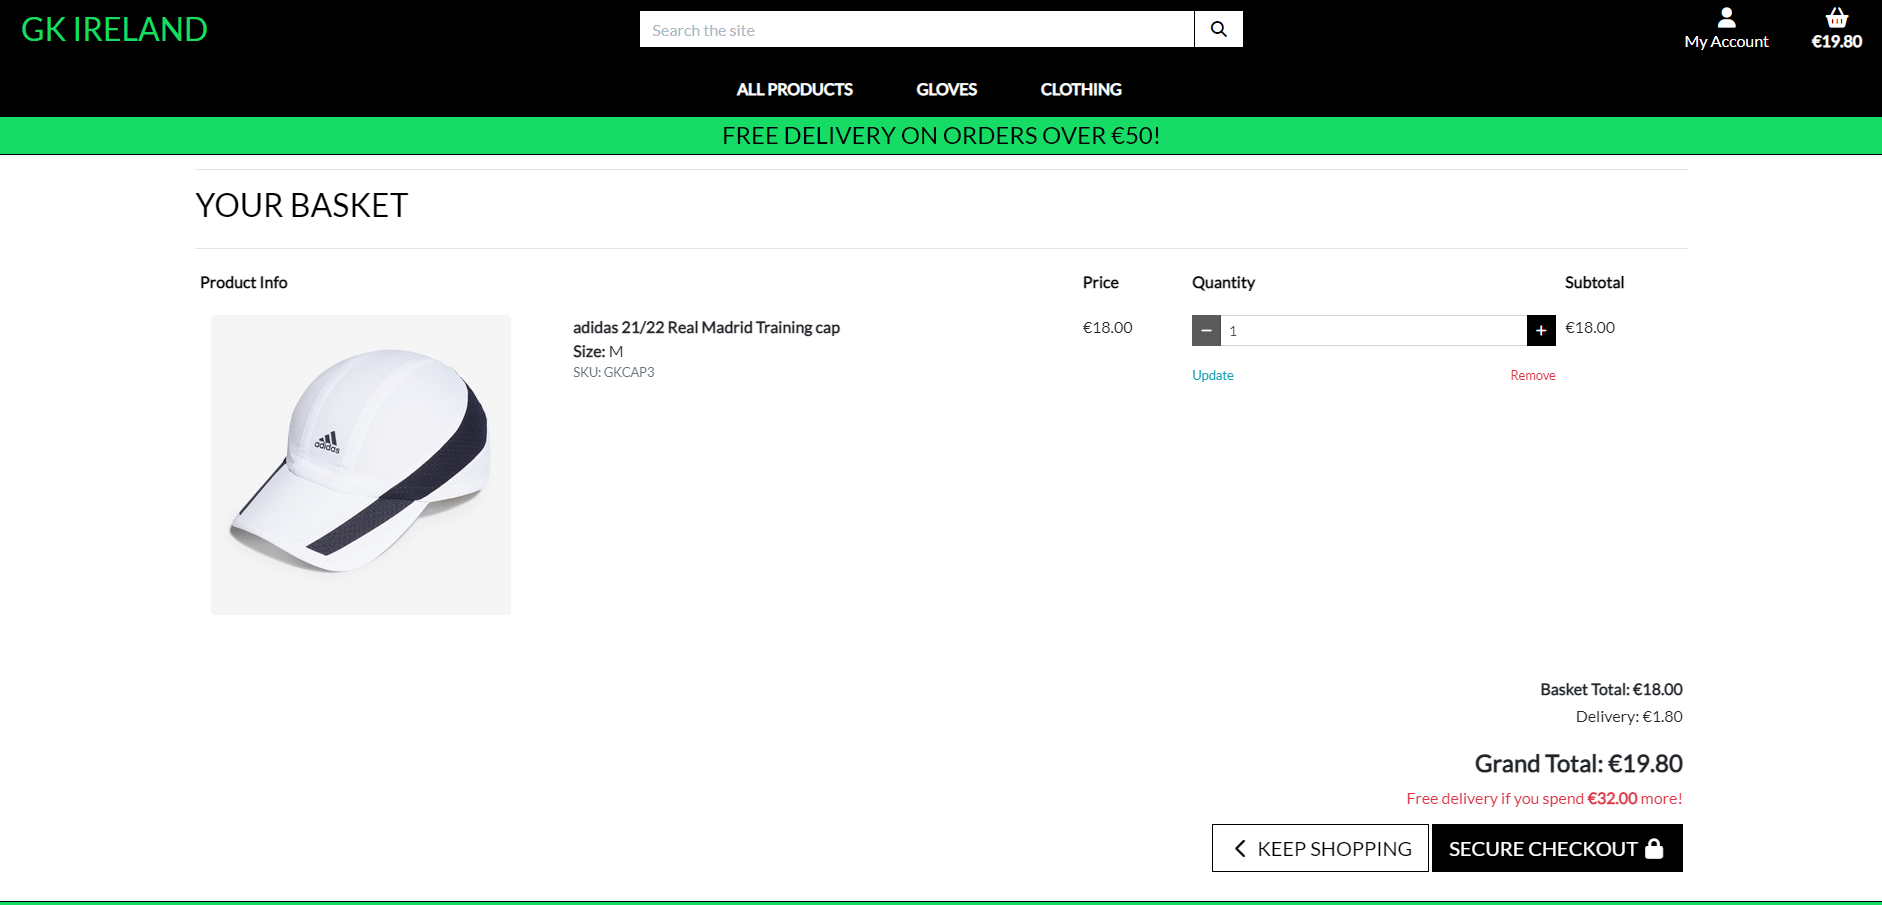 GK IRELAND
Search the site
My Account
€19.80
ALL PRODUCTS
GLOVES
CLOTHING
FREE DELIVERY ON ORDERS OVER €50!
YOUR BASKET
Product Info
Price
Quantity
Subtotal
adidas
adidas 21/22 Real Madrid Training cap
Size: M
SKU: GKCAP3
€18.00
1
€18.00
Update
Remove
Basket Total: €18.00
Delivery: €1.80
Grand Total: €19.80
Free delivery if you spend €32.00 more!
KEEP SHOPPING
SECURE CHECKOUT